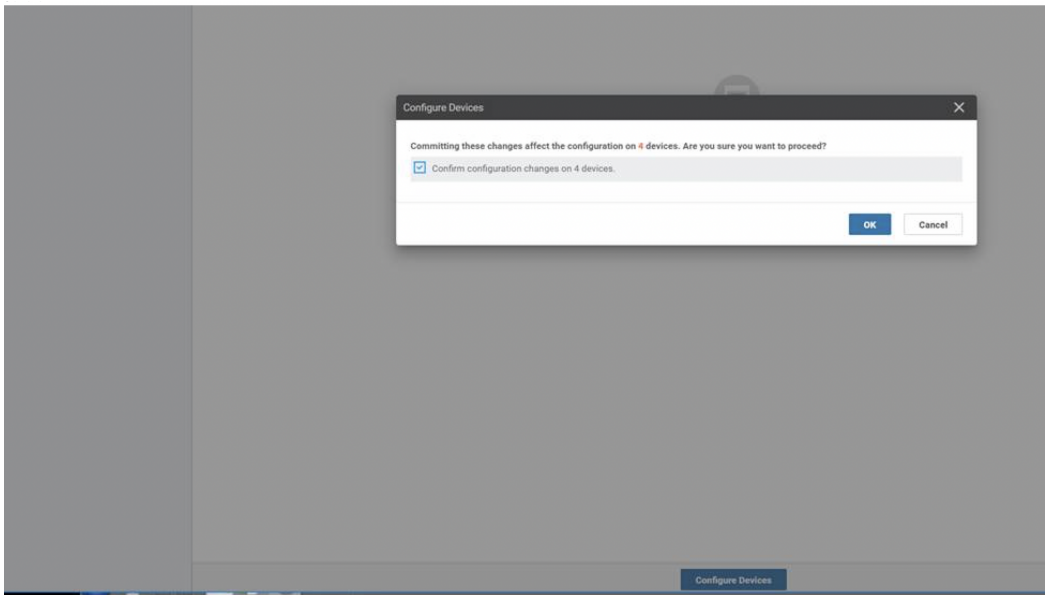 Configure Devices
Committing these changes affect the configuration on 4 devices. Are you sure you want to proceed?
Confirm configuration changes on 4 devices.
OK Cancel
Configure Devices